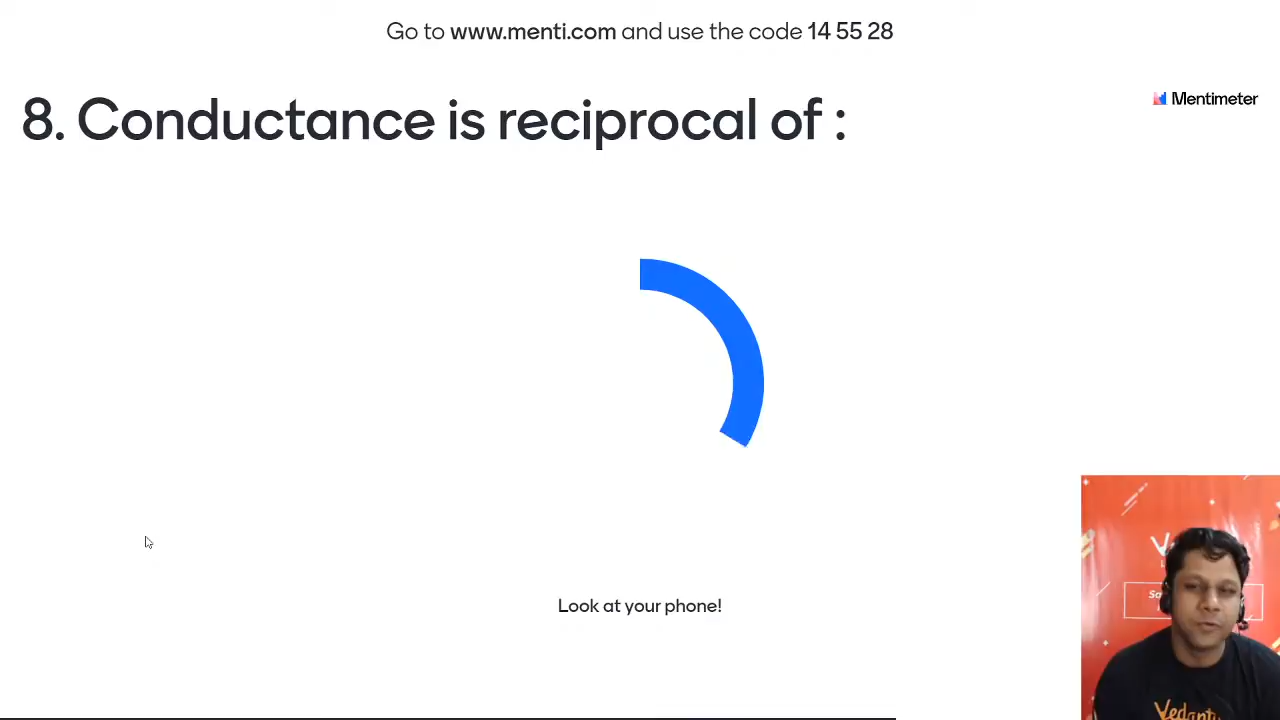 Go to www.menti.com and use the code 14 55 28
8. Conductance is reciprocal of :
Mentimeter
Look at your phone!